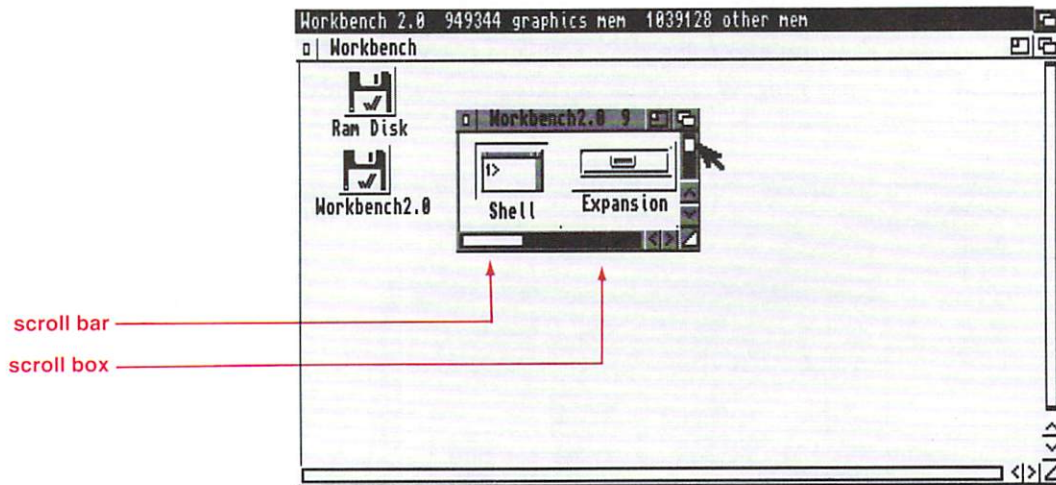 Workbench 2.0 949344 graphics mem 1039128 other mem
Workbench
Ram Disk
Workbench2.0 9
1>
Workbench2.0
Shell
Expansion
scroll bar
scroll box